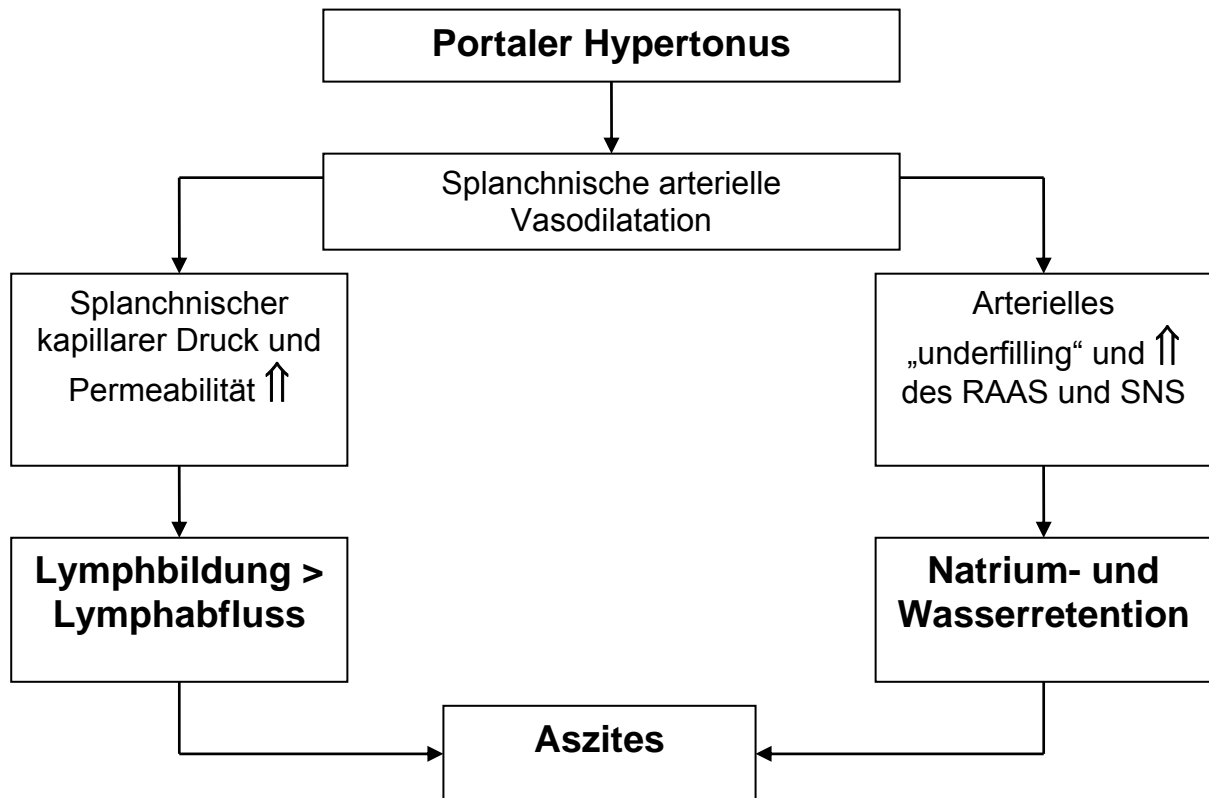 Portaler Hypertonus
Splanchnische arterielle
Vasodilatation
Splanchnischer
kapillarer Druck und
Permeabilität ⇑
Arterielles
„underfilling“ und ⇑
des RAAS und SNS
Lymphbildung >
Lymphabfluss
Natrium- und
Wasserretention
Aszites